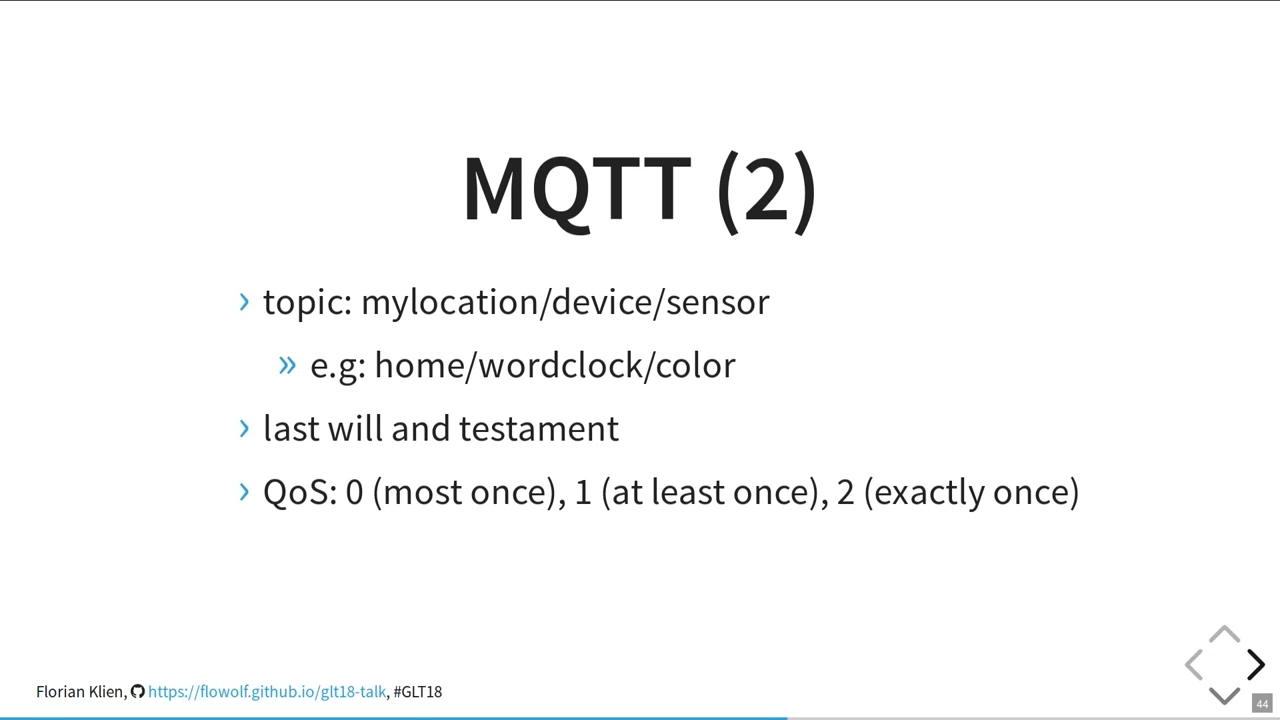 MQTT (2)
› topic: mylocation/device/sensor
» e.g: home/wordclock/color
› last will and testament
› QoS: 0 (most once), 1 (at least once), 2 (exactly once)
Florian Klien, https://flowolf.github.io/glt18-talk, #GLT18
44